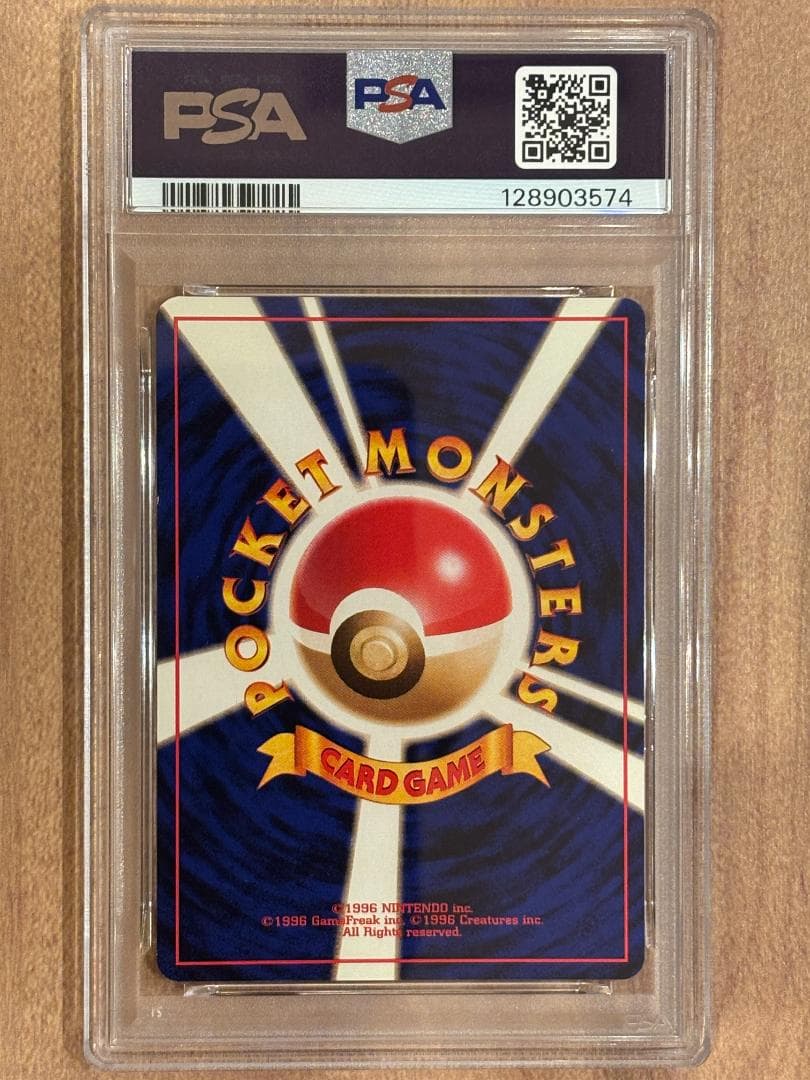 PSA
PSA
128903574
POCKET MONSTERS
CARD GAME
©1996 NINTENDO inc.
©1996 GameFreak inc. ©1996 Creatures inc.
All Rights reserved.